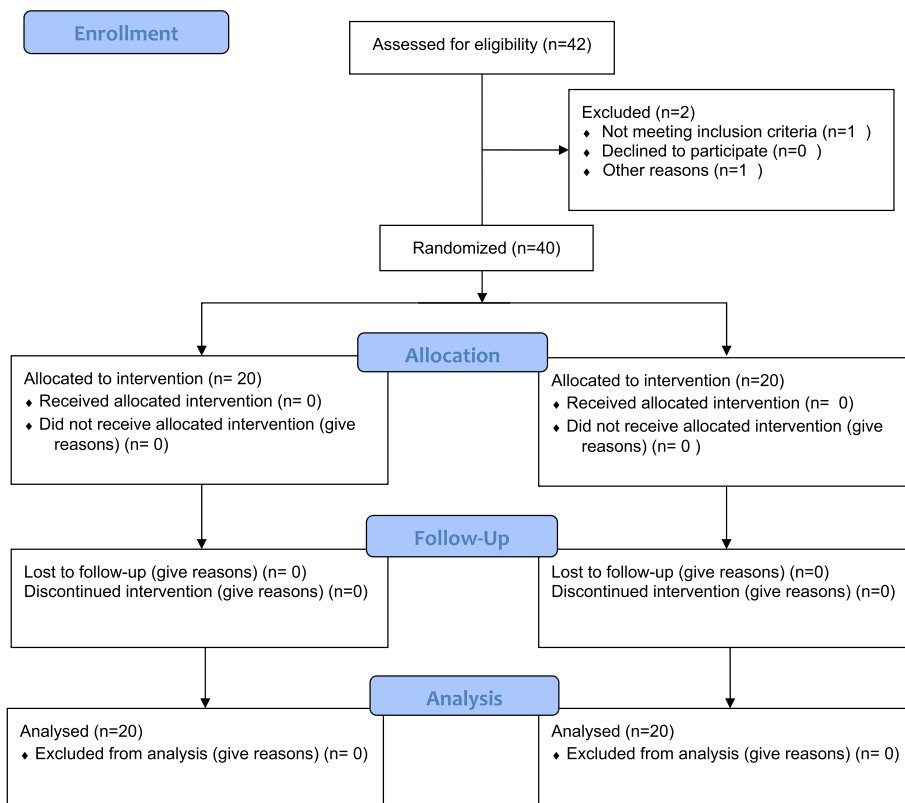 Enrollment
Assessed for eligibility (n=42)
Excluded (n=2)
♦ Not meeting inclusion criteria (n=1 )
♦ Declined to participate (n=0 )
♦ Other reasons (n=1 )
Randomized (n=40)
Allocation
Allocated to intervention (n= 20)
♦ Received allocated intervention (n= 0)
♦ Did not receive allocated intervention (give
reasons) (n= 0)
Allocated to intervention (n=20)
♦ Received allocated intervention (n= 0)
♦ Did not receive allocated intervention (give
reasons) (n= 0 )
Follow-Up
Lost to follow-up (give reasons) (n= 0)
Discontinued intervention (give reasons) (n=0)
Lost to follow-up (give reasons) (n=0)
Discontinued intervention (give reasons) (n=0)
Analysis
Analysed (n=20)
♦ Excluded from analysis (give reasons) (n= 0)
Analysed (n=20)
♦ Excluded from analysis (give reasons) (n= 0)